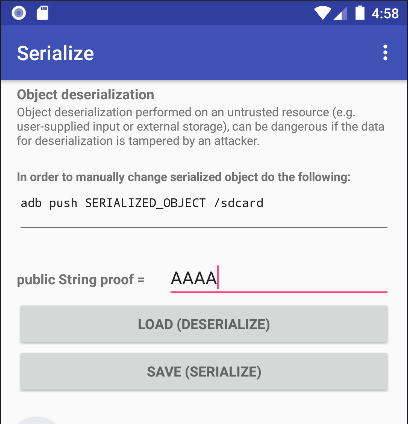 4:58
Serialize
Object deserialization
Object deserialization performed on an untrusted resource (e.g.
user-supplied input or external storage), can be dangerous if the data
for deserialization is tampered by an attacker.
In order to manually change serialized object do the following:
adb push SERIALIZED_OBJECT /sdcard
public String proof = AAAA
LOAD (DESERIALIZE)
SAVE (SERIALIZE)